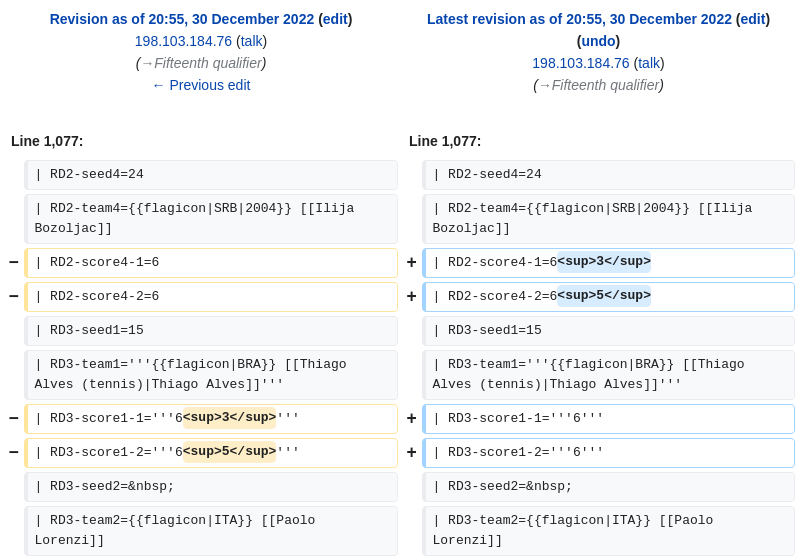 Revision as of 20:55, 30 December 2022 (edit)
198.103.184.76 (talk)
(→Fifteenth qualifier)
← Previous edit
Latest revision as of 20:55, 30 December 2022 (edit)
(undo)
198.103.184.76 (talk)
(→Fifteenth qualifier)
Line 1,077:
Line 1,077:
| RD2-seed4=24
| RD2-seed4=24
| RD2-team4={{flagicon|SRB|2004}} [[Ilija
Bozoljac]]
| RD2-team4={{flagicon|SRB|2004}} [[Ilija
Bozoljac]]
− | RD2-score4-1=6
+ | RD2-score4-1=6<sup>3</sup>
− | RD2-score4-2=6
+ | RD2-score4-2=6<sup>5</sup>
| RD3-seed1=15
| RD3-seed1=15
| RD3-team1='''{{flagicon|BRA}} [[Thiago
Alves (tennis)|Thiago Alves]]'''
| RD3-team1='''{{flagicon|BRA}} [[Thiago
Alves (tennis)|Thiago Alves]]'''
− | RD3-score1-1='''6<sup>3</sup>'''
+ | RD3-score1-1='''6'''
− | RD3-score1-2='''6<sup>5</sup>'''
+ | RD3-score1-2='''6'''
| RD3-seed2=&nbsp;
| RD3-seed2=&nbsp;
| RD3-team2={{flagicon|ITA}} [[Paolo
Lorenzi]]
| RD3-team2={{flagicon|ITA}} [[Paolo
Lorenzi]]